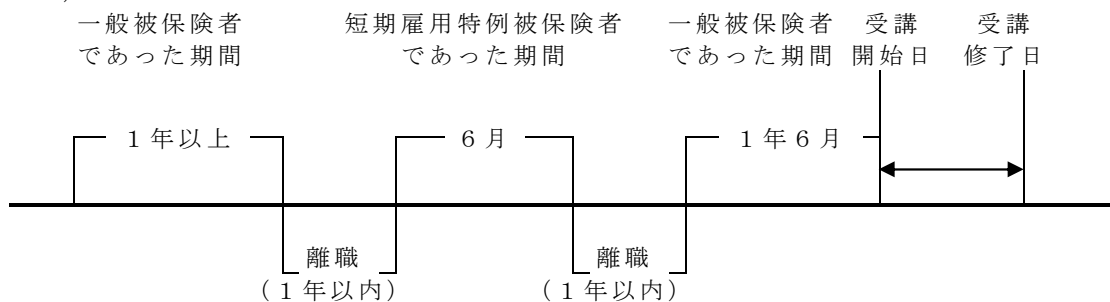 一般被保険者 短期雇用特例被保険者 一般被保険者 受講 受講
であった期間 であった期間 であった期間 開始日 修了日
１年以上 ６月 １年６月
離職 離職
（１年以内） （１年以内）